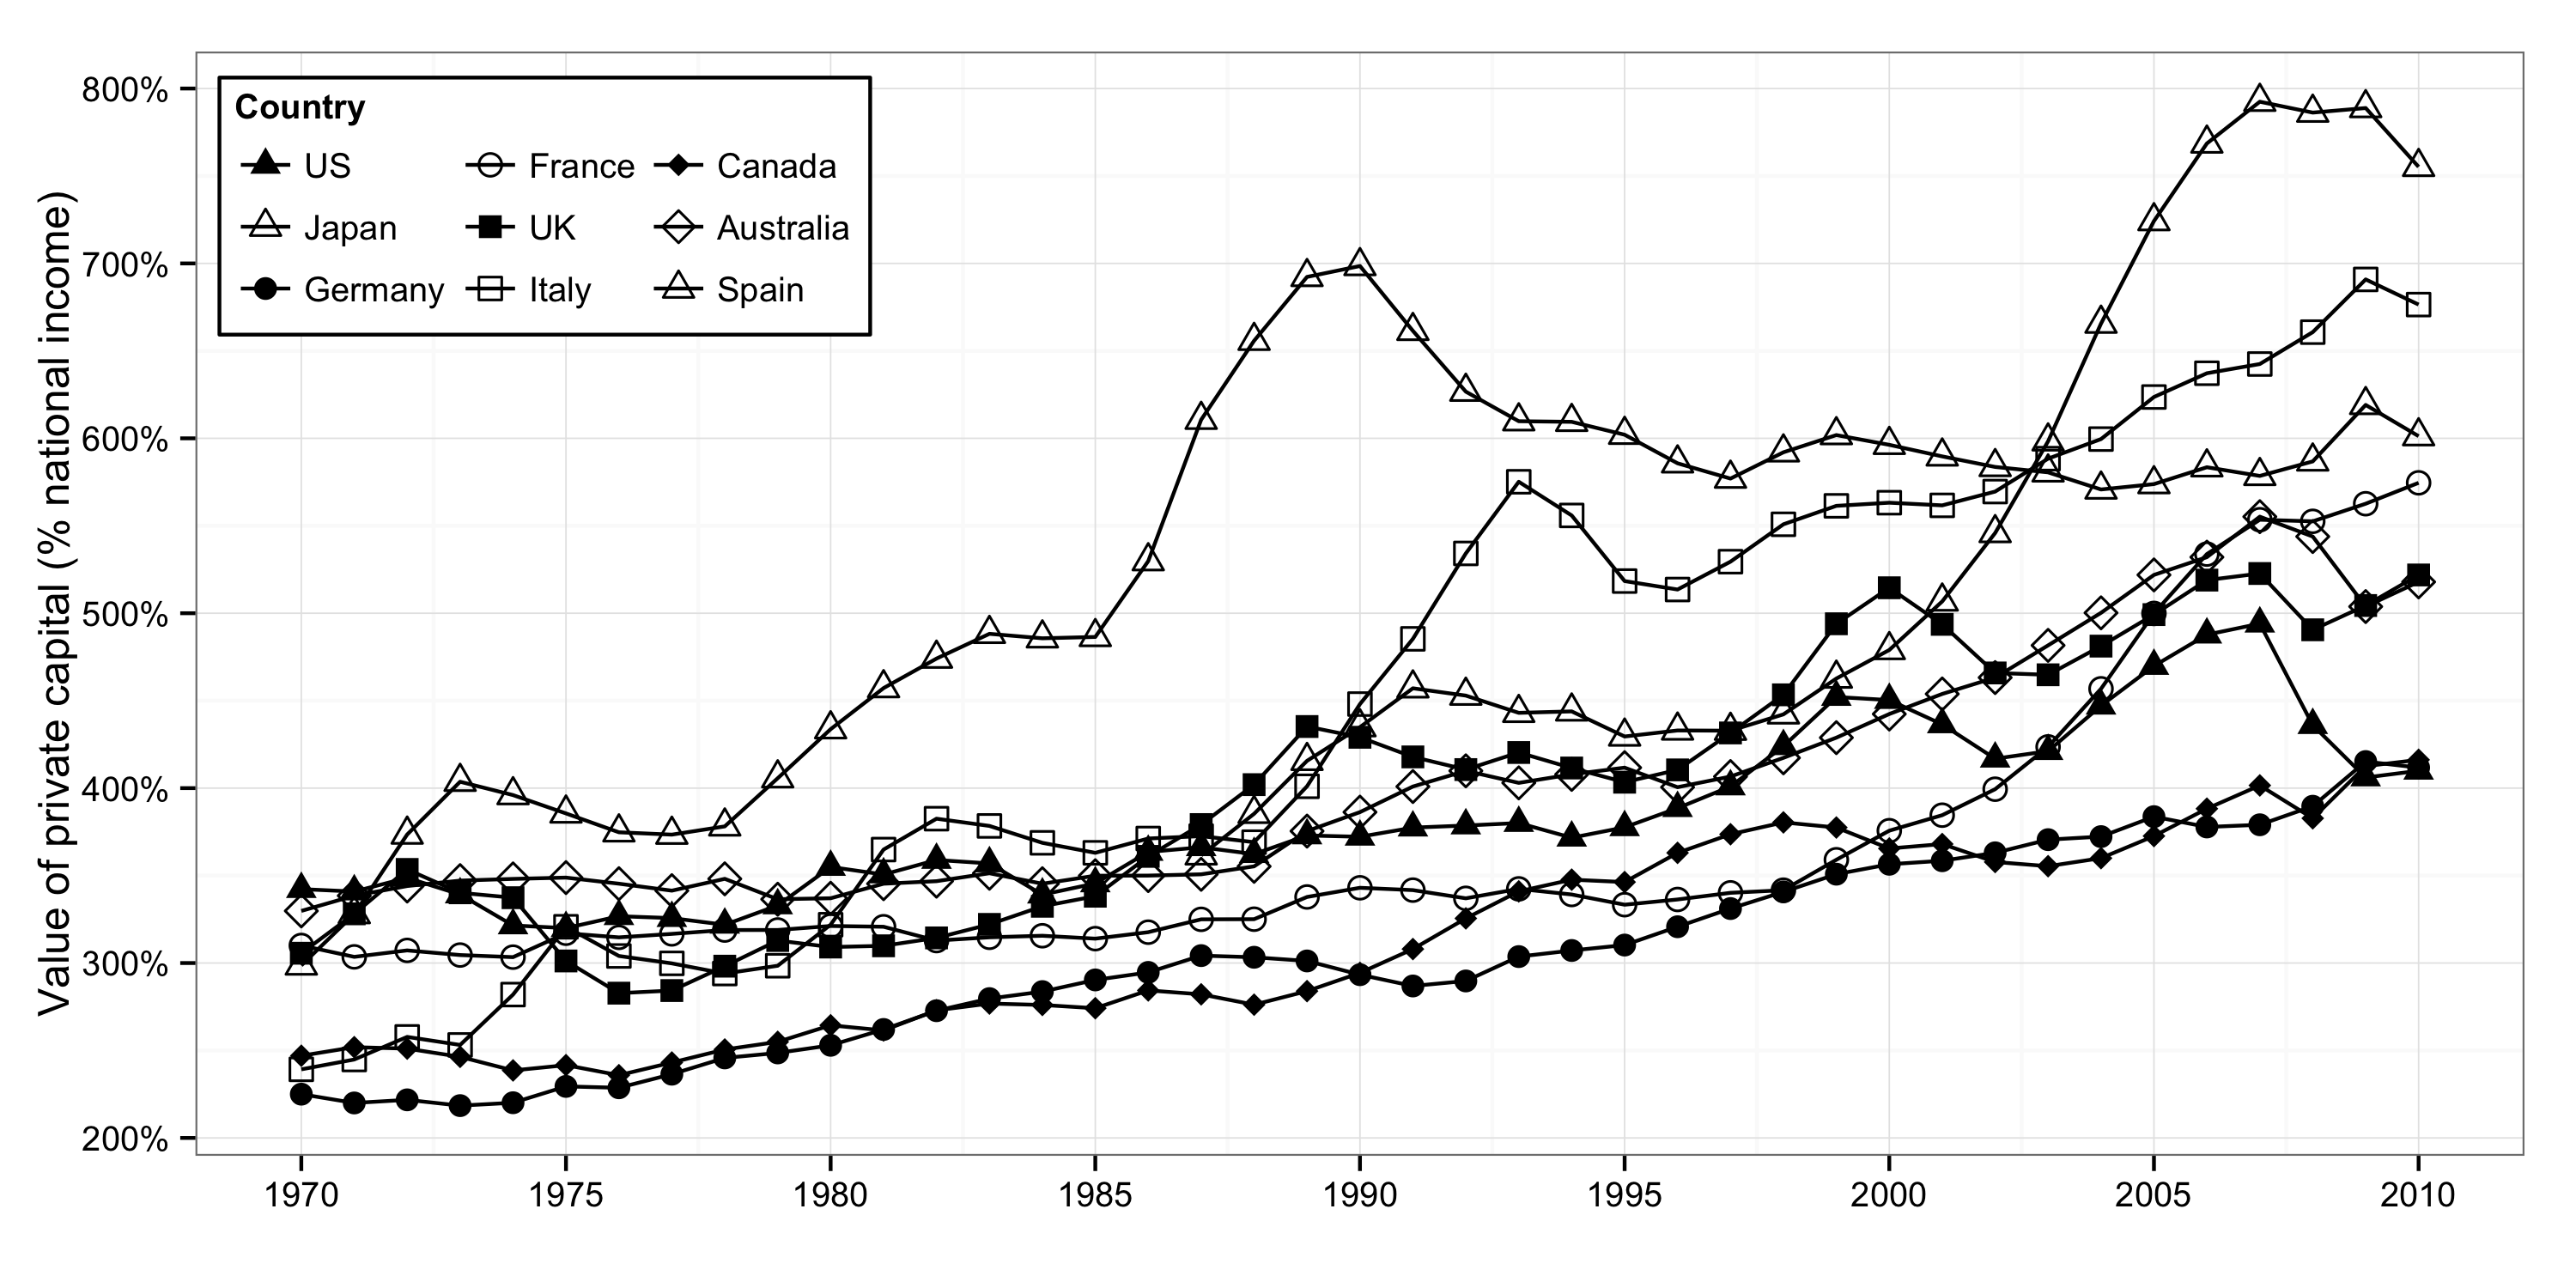 Value of private capital (% national income)
800%
700%
600%
500%
400%
300%
200%
Country
US France Canada
Japan UK Australia
Germany Italy Spain
1970 1975 1980 1985 1990 1995 2000 2005 2010